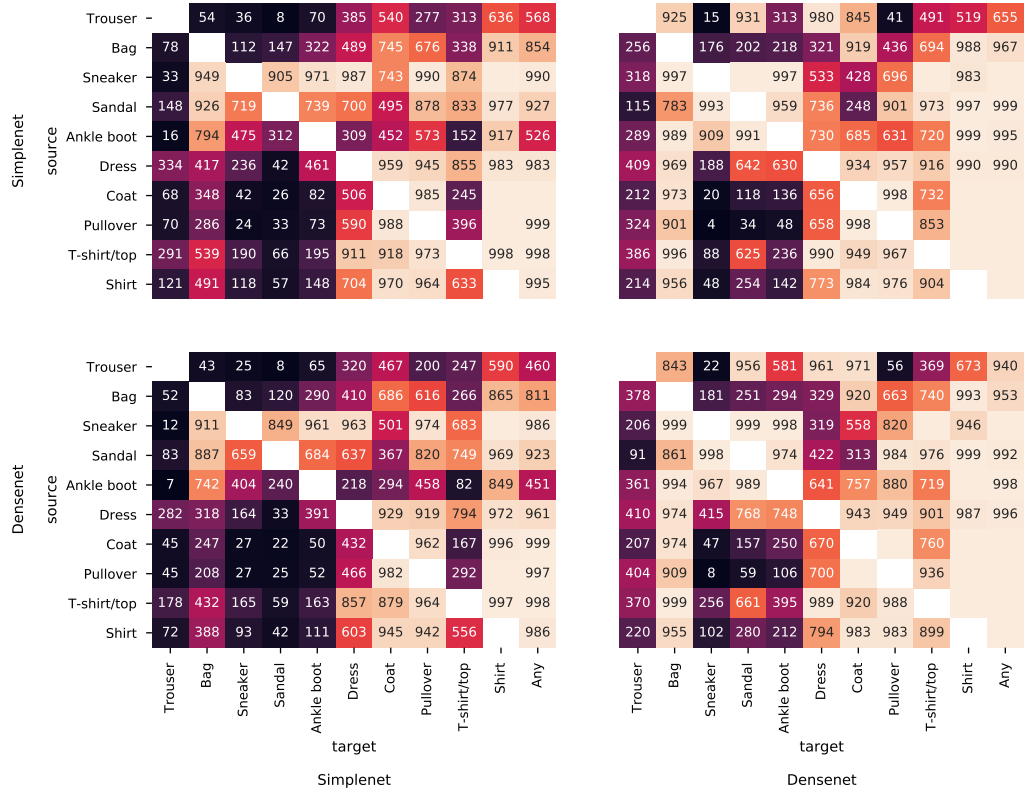 Simplenet
source
Trouser 54 36 8 70 385 540 277 313 636 568 925 15 931 313 980 845 41 491 519 655
Bag 78 112 147 322 489 745 676 338 911 854 256 176 202 218 321 919 436 694 988 967
Sneaker 33 949 905 971 987 743 990 874 990 318 997 997 533 428 696 983
Sandal 148 926 719 739 700 495 878 833 977 927 115 783 993 959 736 248 901 973 997 999
Ankle boot 16 794 475 312 309 452 573 152 917 526 289 989 909 991 730 685 631 720 999 995
Dress 334 417 236 42 461 959 945 855 983 983 409 969 188 642 630 934 957 916 990 990
Coat 68 348 42 26 82 506 985 245 212 973 20 118 136 656 998 732
Pullover 70 286 24 33 73 590 988 396 999 324 901 4 34 48 658 998 853
T-shirt/top 291 539 190 66 195 911 918 973 998 998 386 996 88 625 236 990 949 967
Shirt 121 491 118 57 148 704 970 964 633 995 214 956 48 254 142 773 984 976 904
Densenet
source
Trouser 43 25 8 65 320 467 200 247 590 460 843 22 956 581 961 971 56 369 673 940
Bag 52 83 120 290 410 686 616 266 865 811 378 181 251 294 329 920 663 740 993 953
Sneaker 12 911 849 961 963 501 974 683 986 206 999 999 998 319 558 820 946
Sandal 83 887 659 684 637 367 820 749 969 923 91 861 998 974 422 313 984 976 999 992
Ankle boot 7 742 404 240 218 294 458 82 849 451 361 994 967 989 641 757 880 719 998
Dress 282 318 164 33 391 929 919 794 972 961 410 974 415 768 748 943 949 901 987 996
Coat 45 247 27 22 50 432 962 167 996 999 207 974 47 157 250 670 760
Pullover 45 208 27 25 52 466 982 292 997 404 909 8 59 106 700 936
T-shirt/top 178 432 165 59 163 857 879 964 997 998 370 999 256 661 395 989 920 988
Shirt 72 388 93 42 111 603 945 942 556 986 220 955 102 280 212 794 983 983 899
Trouser Bag Sneaker Sandal Ankle boot Dress Coat Pullover T-shirt/top Shirt Any Trouser Bag Sneaker Sandal Ankle boot Dress Coat Pullover T-shirt/top Shirt Any
target target
Simplenet Densenet